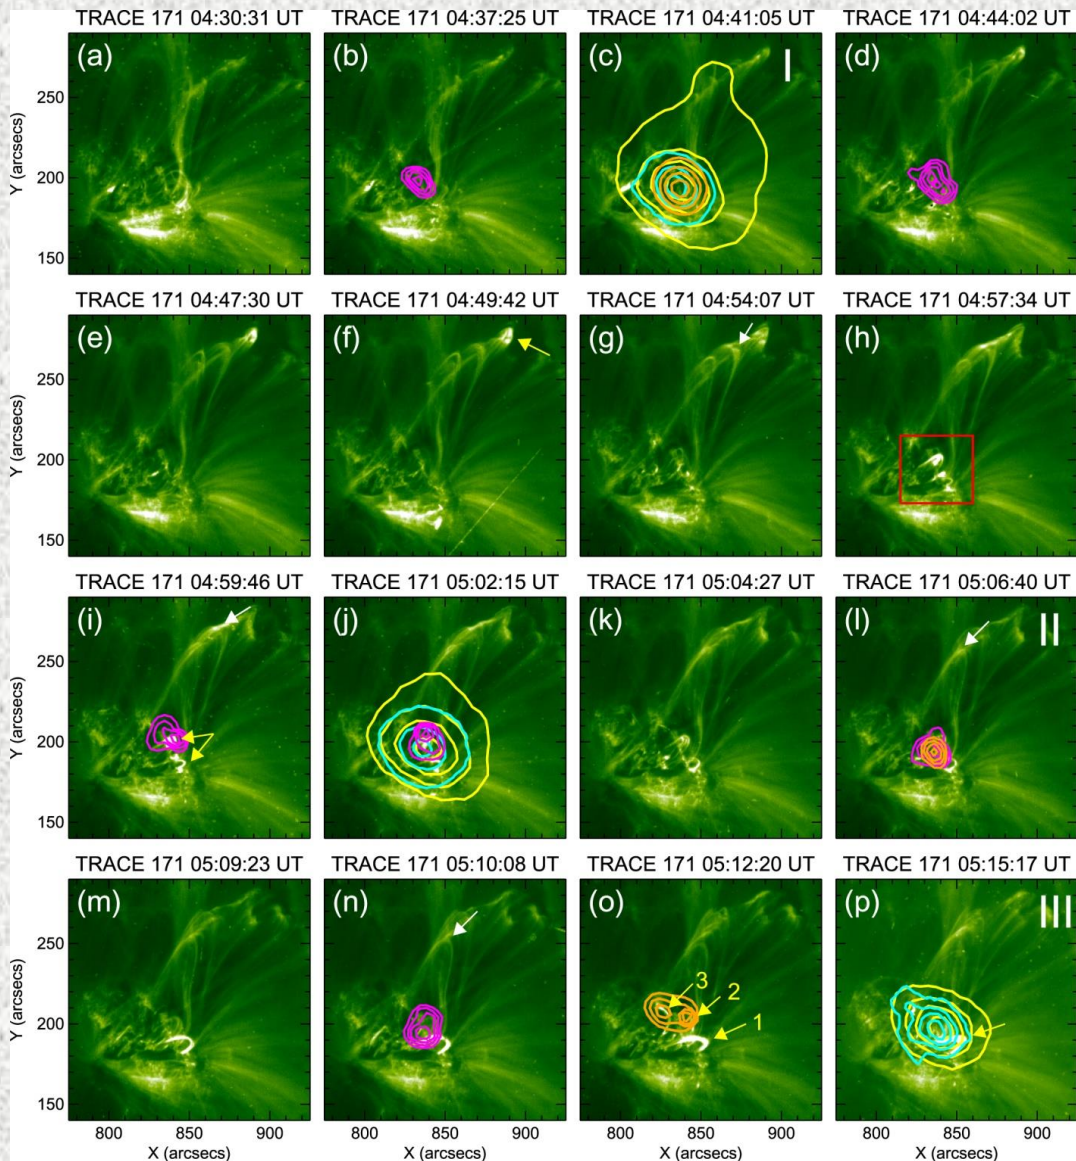 TRACE 171 04:30:31 UT TRACE 171 04:37:25 UT TRACE 171 04:41:05 UT TRACE 171 04:44:02 UT
(a) (b) (c) I (d)
Y (arcsecs)
250
200
150
TRACE 171 04:47:30 UT TRACE 171 04:49:42 UT TRACE 171 04:54:07 UT TRACE 171 04:57:34 UT
(e) (f) (g) (h)
Y (arcsecs)
250
200
150
TRACE 171 04:59:46 UT TRACE 171 05:02:15 UT TRACE 171 05:04:27 UT TRACE 171 05:06:40 UT
(i) (j) (k) (l) II
Y (arcsecs)
250
200
150
TRACE 171 05:09:23 UT TRACE 171 05:10:08 UT TRACE 171 05:12:20 UT TRACE 171 05:15:17 UT
(m) (n) (o) (p) III
Y (arcsecs)
250
200
150
3
2
1
800 850 900 800 850 900 800 850 900 800 850 900
X (arcsecs) X (arcsecs) X (arcsecs) X (arcsecs)